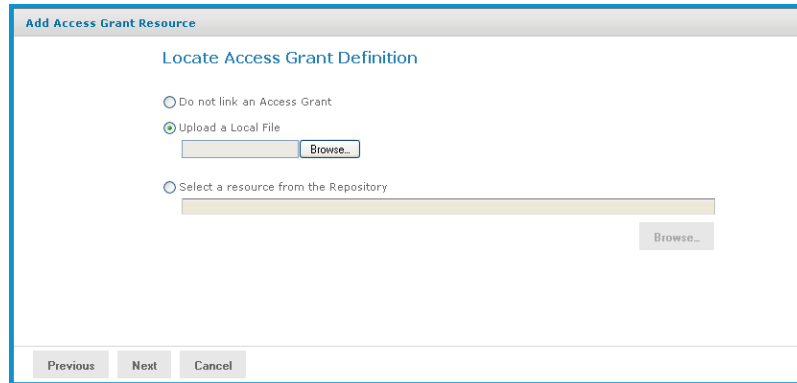 Add Access Grant Resource
Locate Access Grant Definition
Do not link an Access Grant
Upload a Local File
Browse...
Select a resource from the Repository
Browse...
Previous Next Cancel